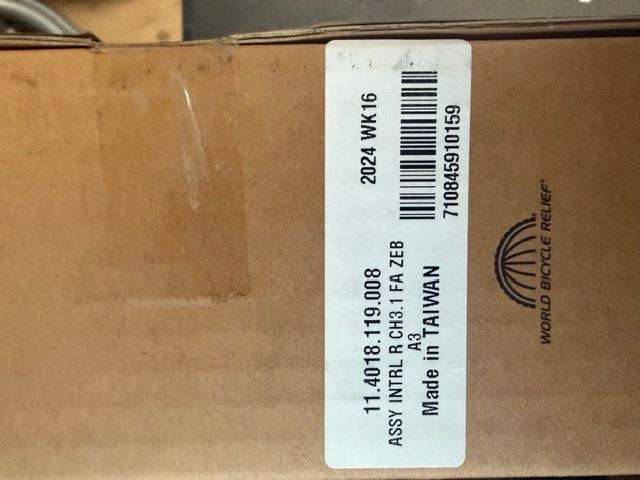 11.4018.119.008
ASSY INTRL R CH3.1 FA ZEB
A3
Made in TAIWAN
2024 WK16
710845910159
WORLD BICYCLE RELIEF®